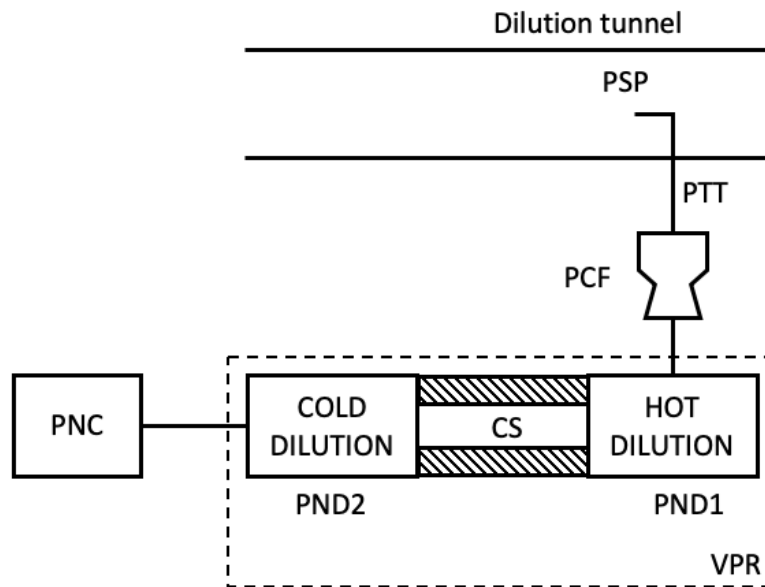 Dilution tunnel
PSP
PTT
PCF
PNC
COLD
DILUTION
CS
HOT
DILUTION
PND2
PND1
VPR